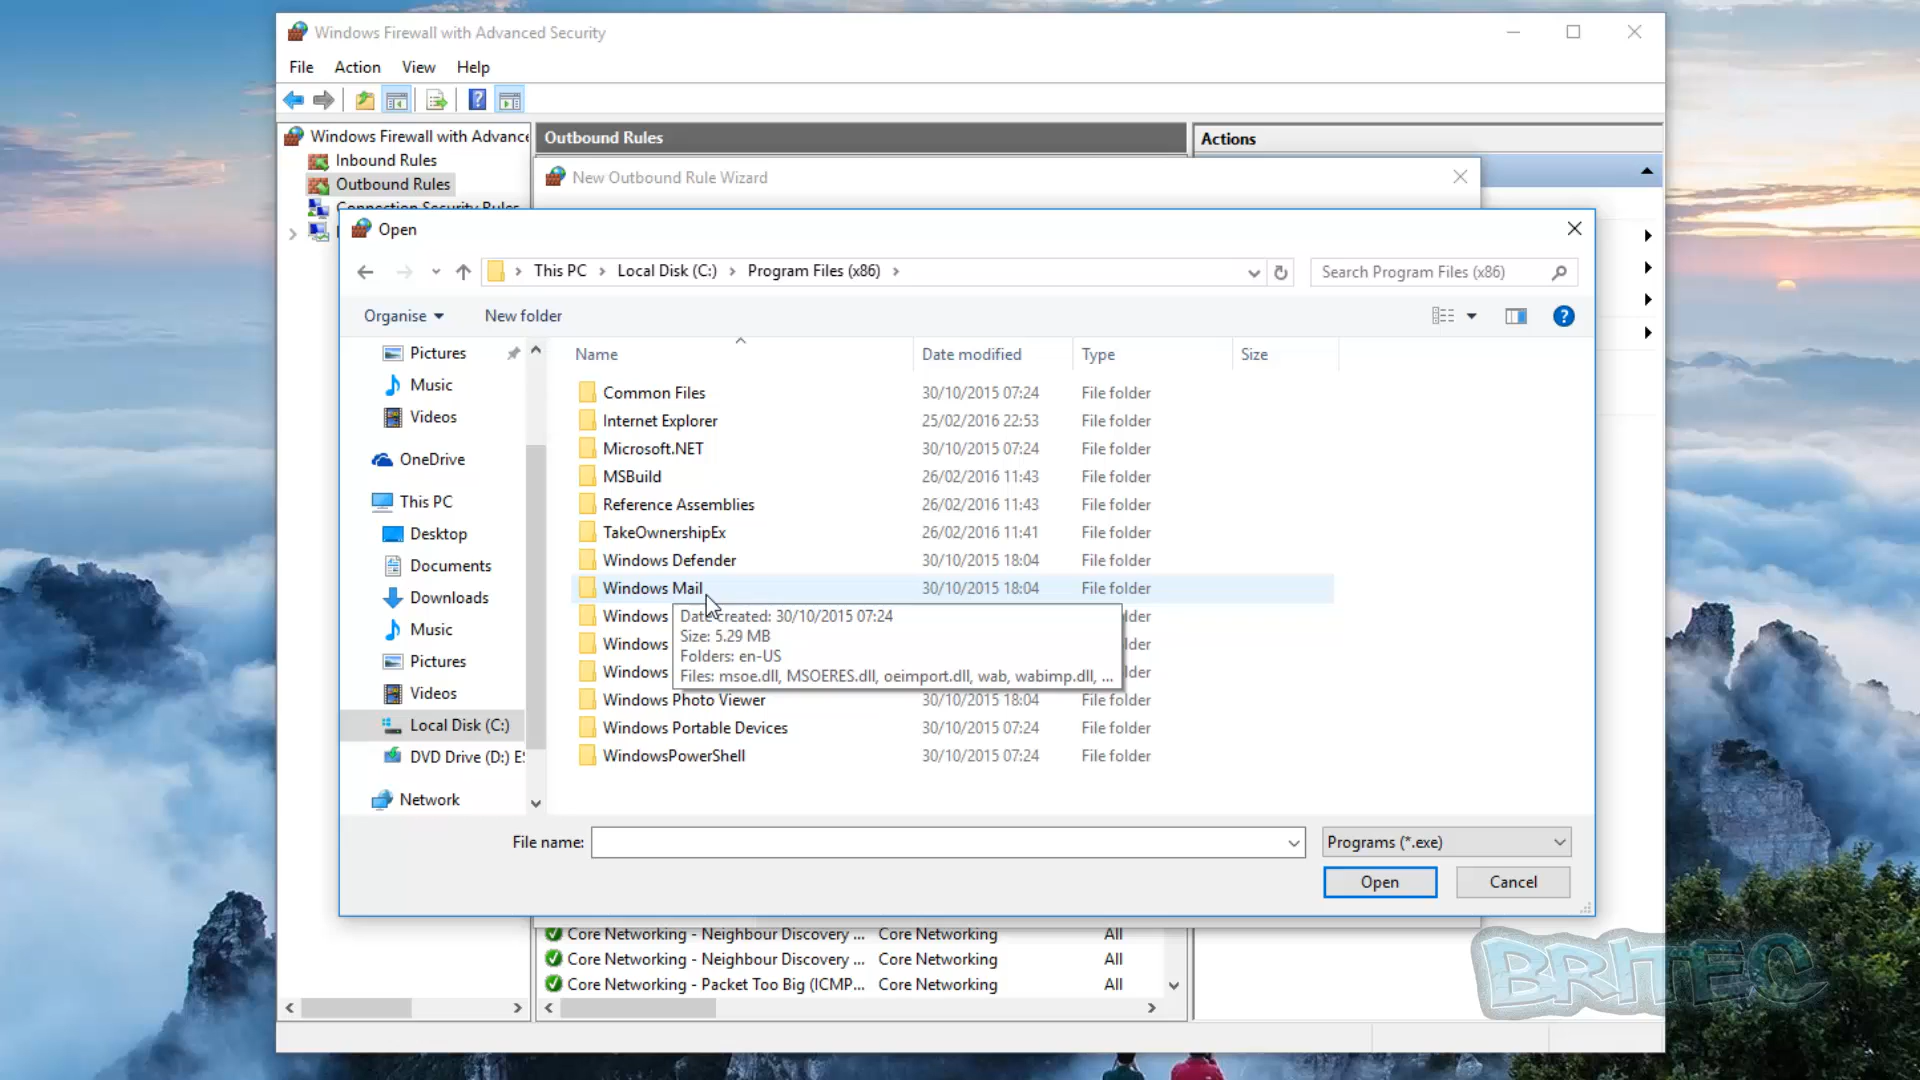 Windows Firewall with Advanced Security
File Action View Help
Windows Firewall with Advance
Inbound Rules
Outbound Rules
Connection Security Rules
Outbound Rules
Actions
New Outbound Rule Wizard
Open
This PC Local Disk (C:) Program Files (x86)
Search Program Files (x86)
Organise New folder
Pictures
Music
Videos
OneDrive
This PC
Desktop
Documents
Downloads
Music
Pictures
Videos
Local Disk (C:)
DVD Drive (D:) E
Network
Name Date modified Type Size
Common Files 30/10/2015 07:24 File folder
Internet Explorer 25/02/2016 22:53 File folder
Microsoft.NET 30/10/2015 07:24 File folder
MSBuild 26/02/2016 11:43 File folder
Reference Assemblies 26/02/2016 11:43 File folder
TakeOwnershipEx 26/02/2016 11:41 File folder
Windows Defender 30/10/2015 18:04 File folder
Windows Mail 30/10/2015 18:04 File folder
Windows
Windows
Windows
Date created: 30/10/2015 07:24
Size: 5.29 MB
Folders: en-US
Files: msoe.dll, MSOERES.dll, oeimport.dll, wab, wabimp.dll, ...
Windows Photo Viewer 30/10/2015 18:04 File folder
Windows Portable Devices 30/10/2015 07:24 File folder
WindowsPowerShell 30/10/2015 07:24 File folder
File name: Programs (*.exe)
Open Cancel
Core Networking - Neighbour Discovery ... Core Networking All
Core Networking - Neighbour Discovery ... Core Networking All
Core Networking - Packet Too Big (ICMP... Core Networking All
BRITEC